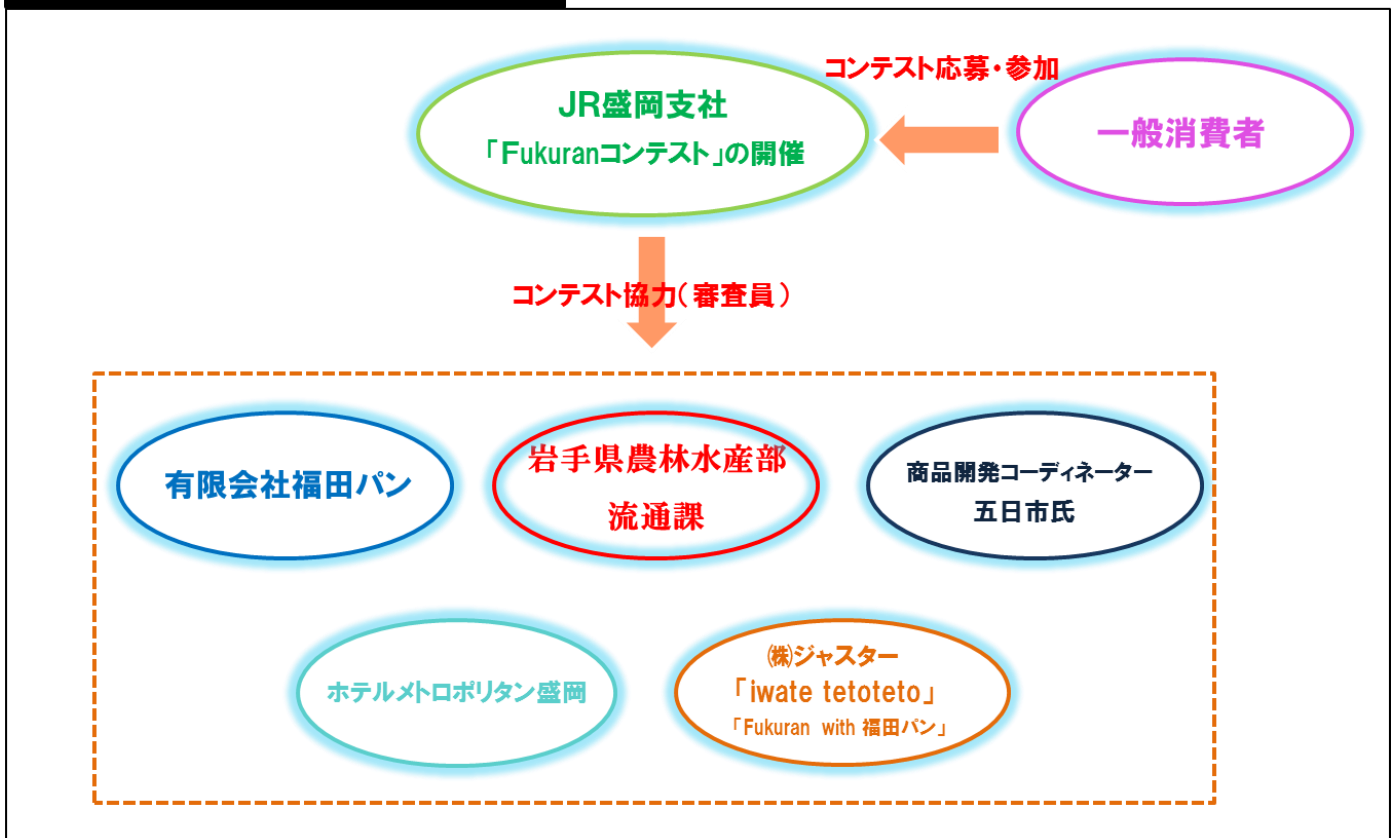 コンテスト応募・参加
JR盛岡支社
「Fukuranコンテスト」の開催
一般消費者
コンテスト協力(審査員)
有限会社福田パン
岩手県農林水産部
流通課
商品開発コーディネーター
五日市氏
ホテルメトロポリタン盛岡
㈱ジャスター
「iwate tetoteto」
「Fukuran with 福田パン」